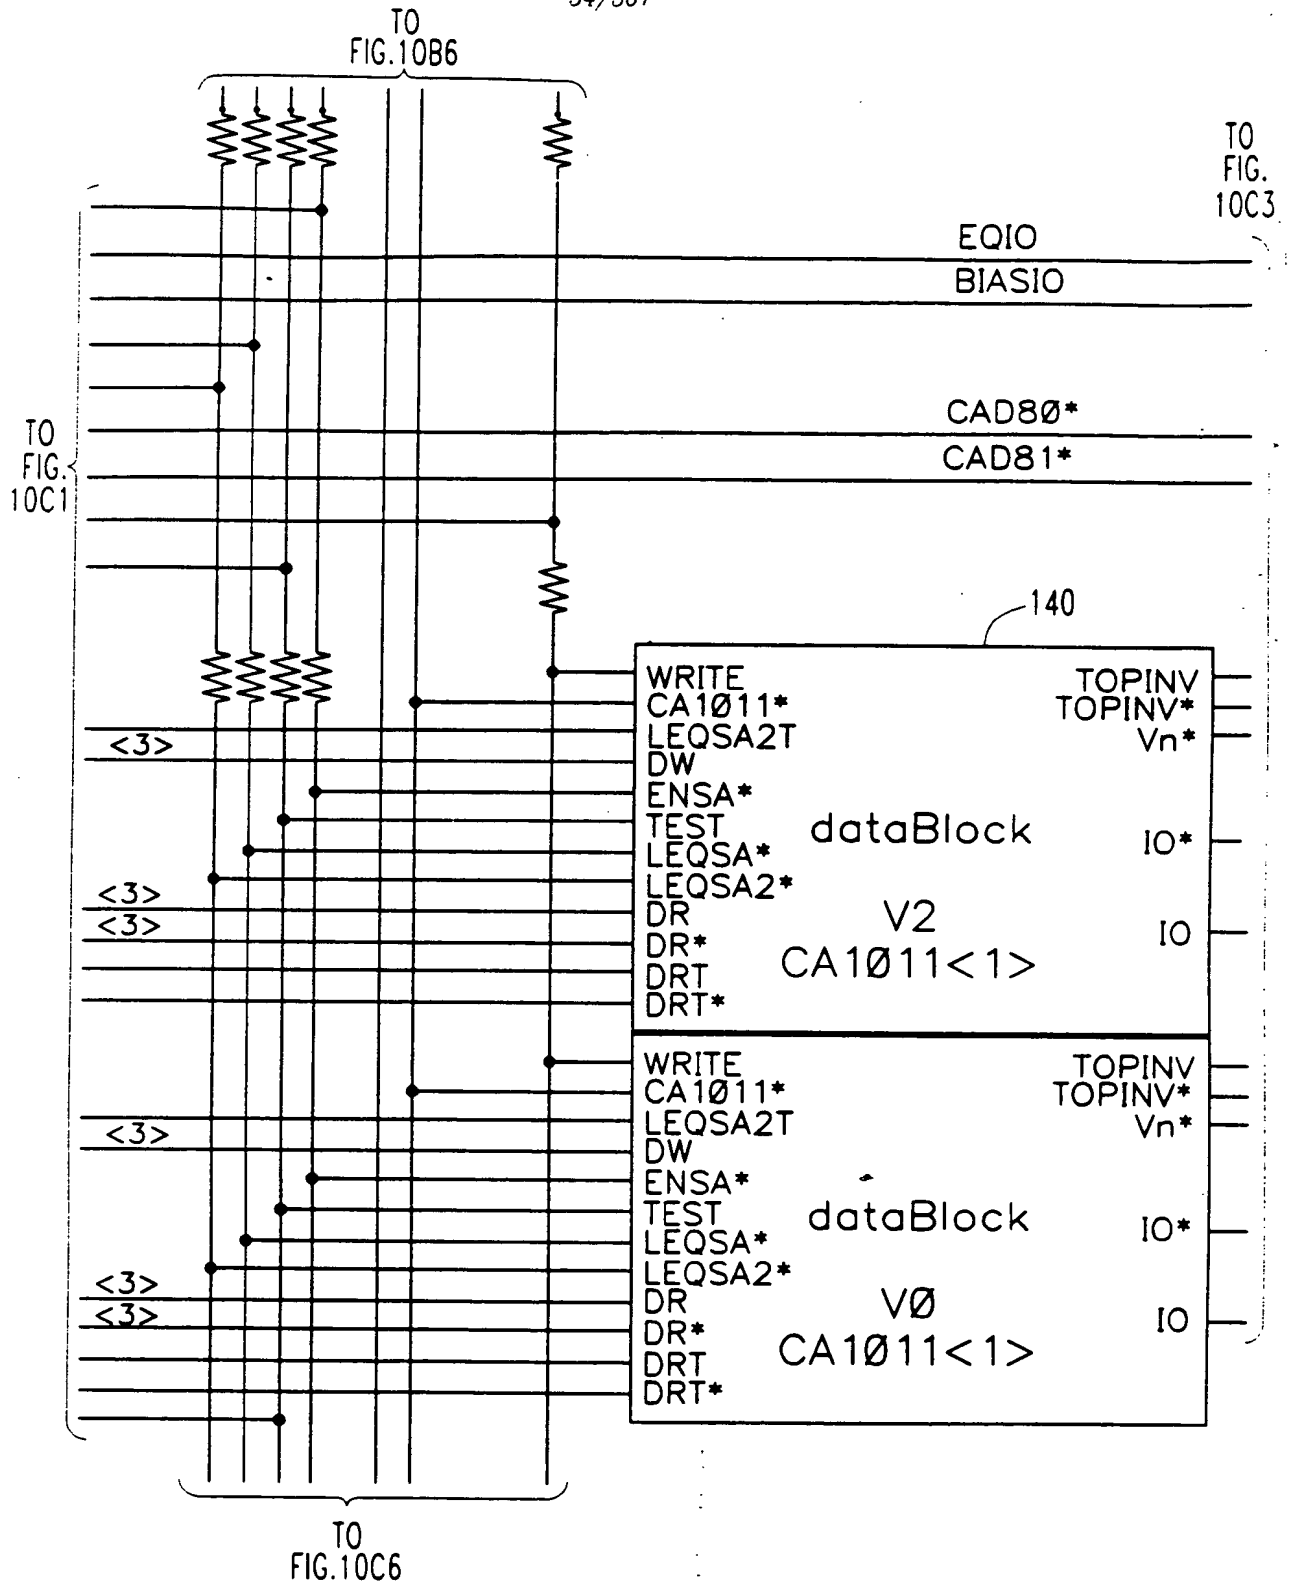 TO
FIG.10B6
TO
FIG.
10C3
EQIO
BIASIO
CAD8Ø*
CAD81*
TO
FIG.
10C1
140
WRITE
CA1Ø11*
LEQSA2T
<3>
DW
ENSA*
TEST
LEQSA*
LEQSA2*
<3>
DR
<3>
DR*
DRT
DRT*
dataBlock
V2
CA1Ø11<1>
TOPINV
TOPINV*
Vn*
IO*
IO
WRITE
CA1Ø11*
LEQSA2T
<3>
DW
ENSA*
TEST
LEQSA*
LEQSA2*
<3>
DR
<3>
DR*
DRT
DRT*
dataBlock
VØ
CA1Ø11<1>
TOPINV
TOPINV*
Vn*
IO*
IO
TO
FIG.10C6